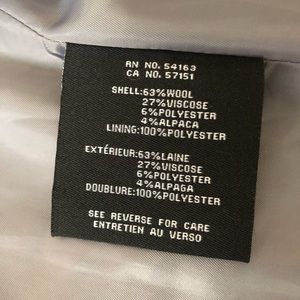 RN NO. 54163
CA NO. 57151
SHELL:63%WOOL
27%VISCOSE
6%POLYESTER
4%ALPACA
LINING:100%POLYESTER
EXTÉRIEUR:63%LAINE
27%VISCOSE
6%POLYESTER
4%ALPAGA
DOUBLURE:100%POLYESTER
SEE REVERSE FOR CARE
ENTRETIEN AU VERSO